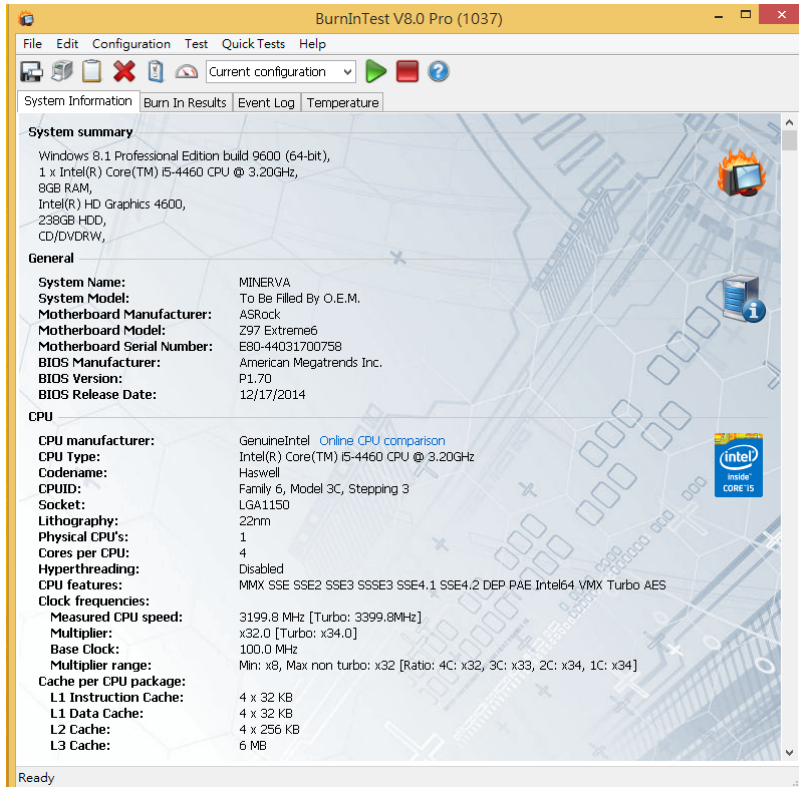 BurnInTest V8.0 Pro (1037)
File Edit Configuration Test Quick Tests Help
Current configuration
System Information Burn In Results Event Log Temperature
System summary
Windows 8.1 Professional Edition build 9600 (64-bit),
1 x Intel(R) Core(TM) i5-4460 CPU @ 3.20GHz,
8GB RAM,
Intel(R) HD Graphics 4600,
238GB HDD,
CD/DVDRW,
General
System Name: MINERVA
System Model: To Be Filled By O.E.M.
Motherboard Manufacturer: ASRock
Motherboard Model: Z97 Extreme6
Motherboard Serial Number: E80-44031700758
BIOS Manufacturer: American Megatrends Inc.
BIOS Version: P1.70
BIOS Release Date: 12/17/2014
CPU
CPU manufacturer: GenuineIntel Online CPU comparison
CPU Type: Intel(R) Core(TM) i5-4460 CPU @ 3.20GHz
Codename: Haswell
CPUID: Family 6, Model 3C, Stepping 3
Socket: LGA1150
Lithography: 22nm
Physical CPU's: 1
Cores per CPU: 4
Hyperthreading: Disabled
CPU features: MMX SSE SSE2 SSE3 SSSE3 SSE4.1 SSE4.2 DEP PAE Intel64 VMX Turbo AES
Clock frequencies:
Measured CPU speed: 3199.8 MHz [Turbo: 3399.8MHz]
Multiplier: x32.0 [Turbo: x34.0]
Base Clock: 100.0 MHz
Multiplier range: Min: x8, Max non turbo: x32 [Ratio: 4C: x32, 3C: x33, 2C: x34, 1C: x34]
Cache per CPU package:
L1 Instruction Cache: 4 x 32 KB
L1 Data Cache: 4 x 32 KB
L2 Cache: 4 x 256 KB
L3 Cache: 6 MB
intel
inside™
CORE™i5
Ready